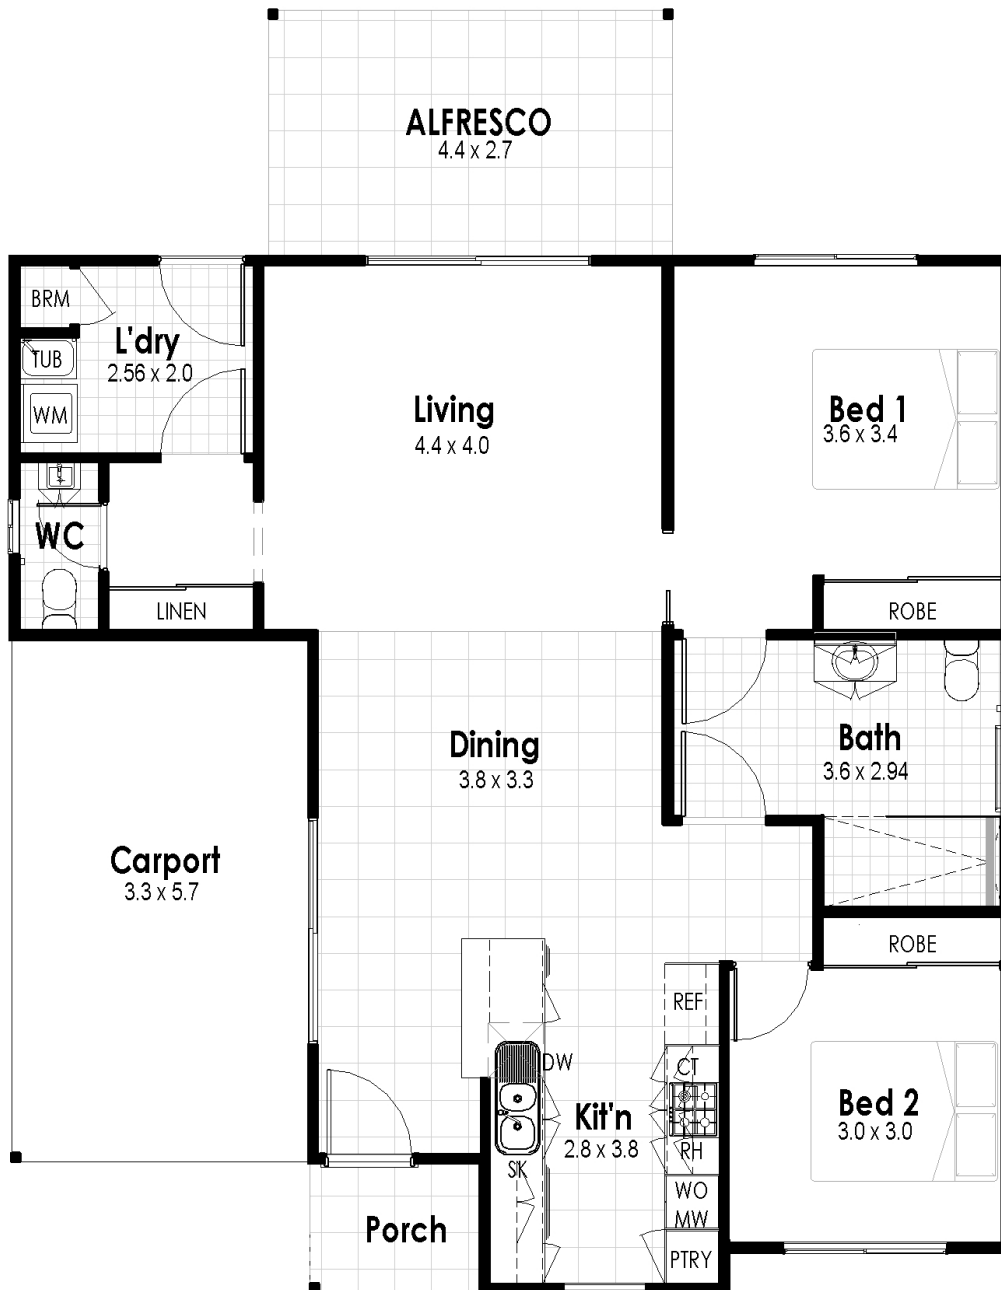 ALFRESCO
4.4 x 2.7
BRM
L'dry
2.56 x 2.0
TUB
WM
Living
4.4 x 4.0
Bed 1
3.6 x 3.4
WC
LINEN
ROBE
Dining
3.8 x 3.3
Bath
3.6 x 2.94
Carport
3.3 x 5.7
ROBE
REF
DW
CT
Kit'n
2.8 x 3.8
Bed 2
3.0 x 3.0
RH
SK
WO
MW
Porch
PTRY